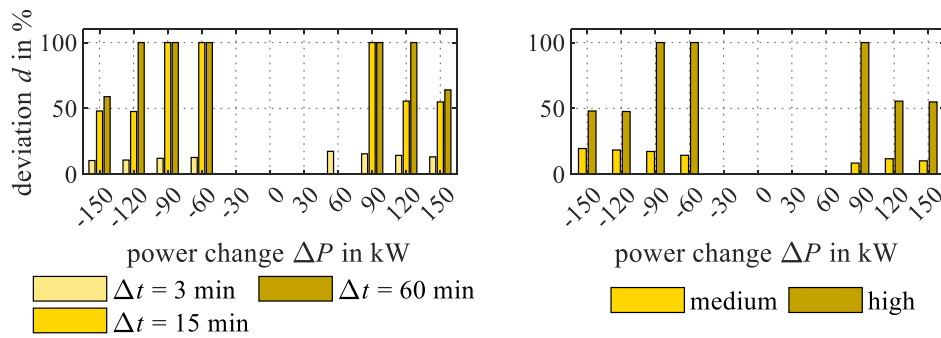 deviation d in %
100
50
0
-150 -120 -90 -60 -30 0 30 60 90 120 150
power change ΔP in kW
Δt = 3 min
Δt = 60 min
Δt = 15 min
100
50
0
-150 -120 -90 -60 -30 0 30 60 90 120 150
power change ΔP in kW
medium
high